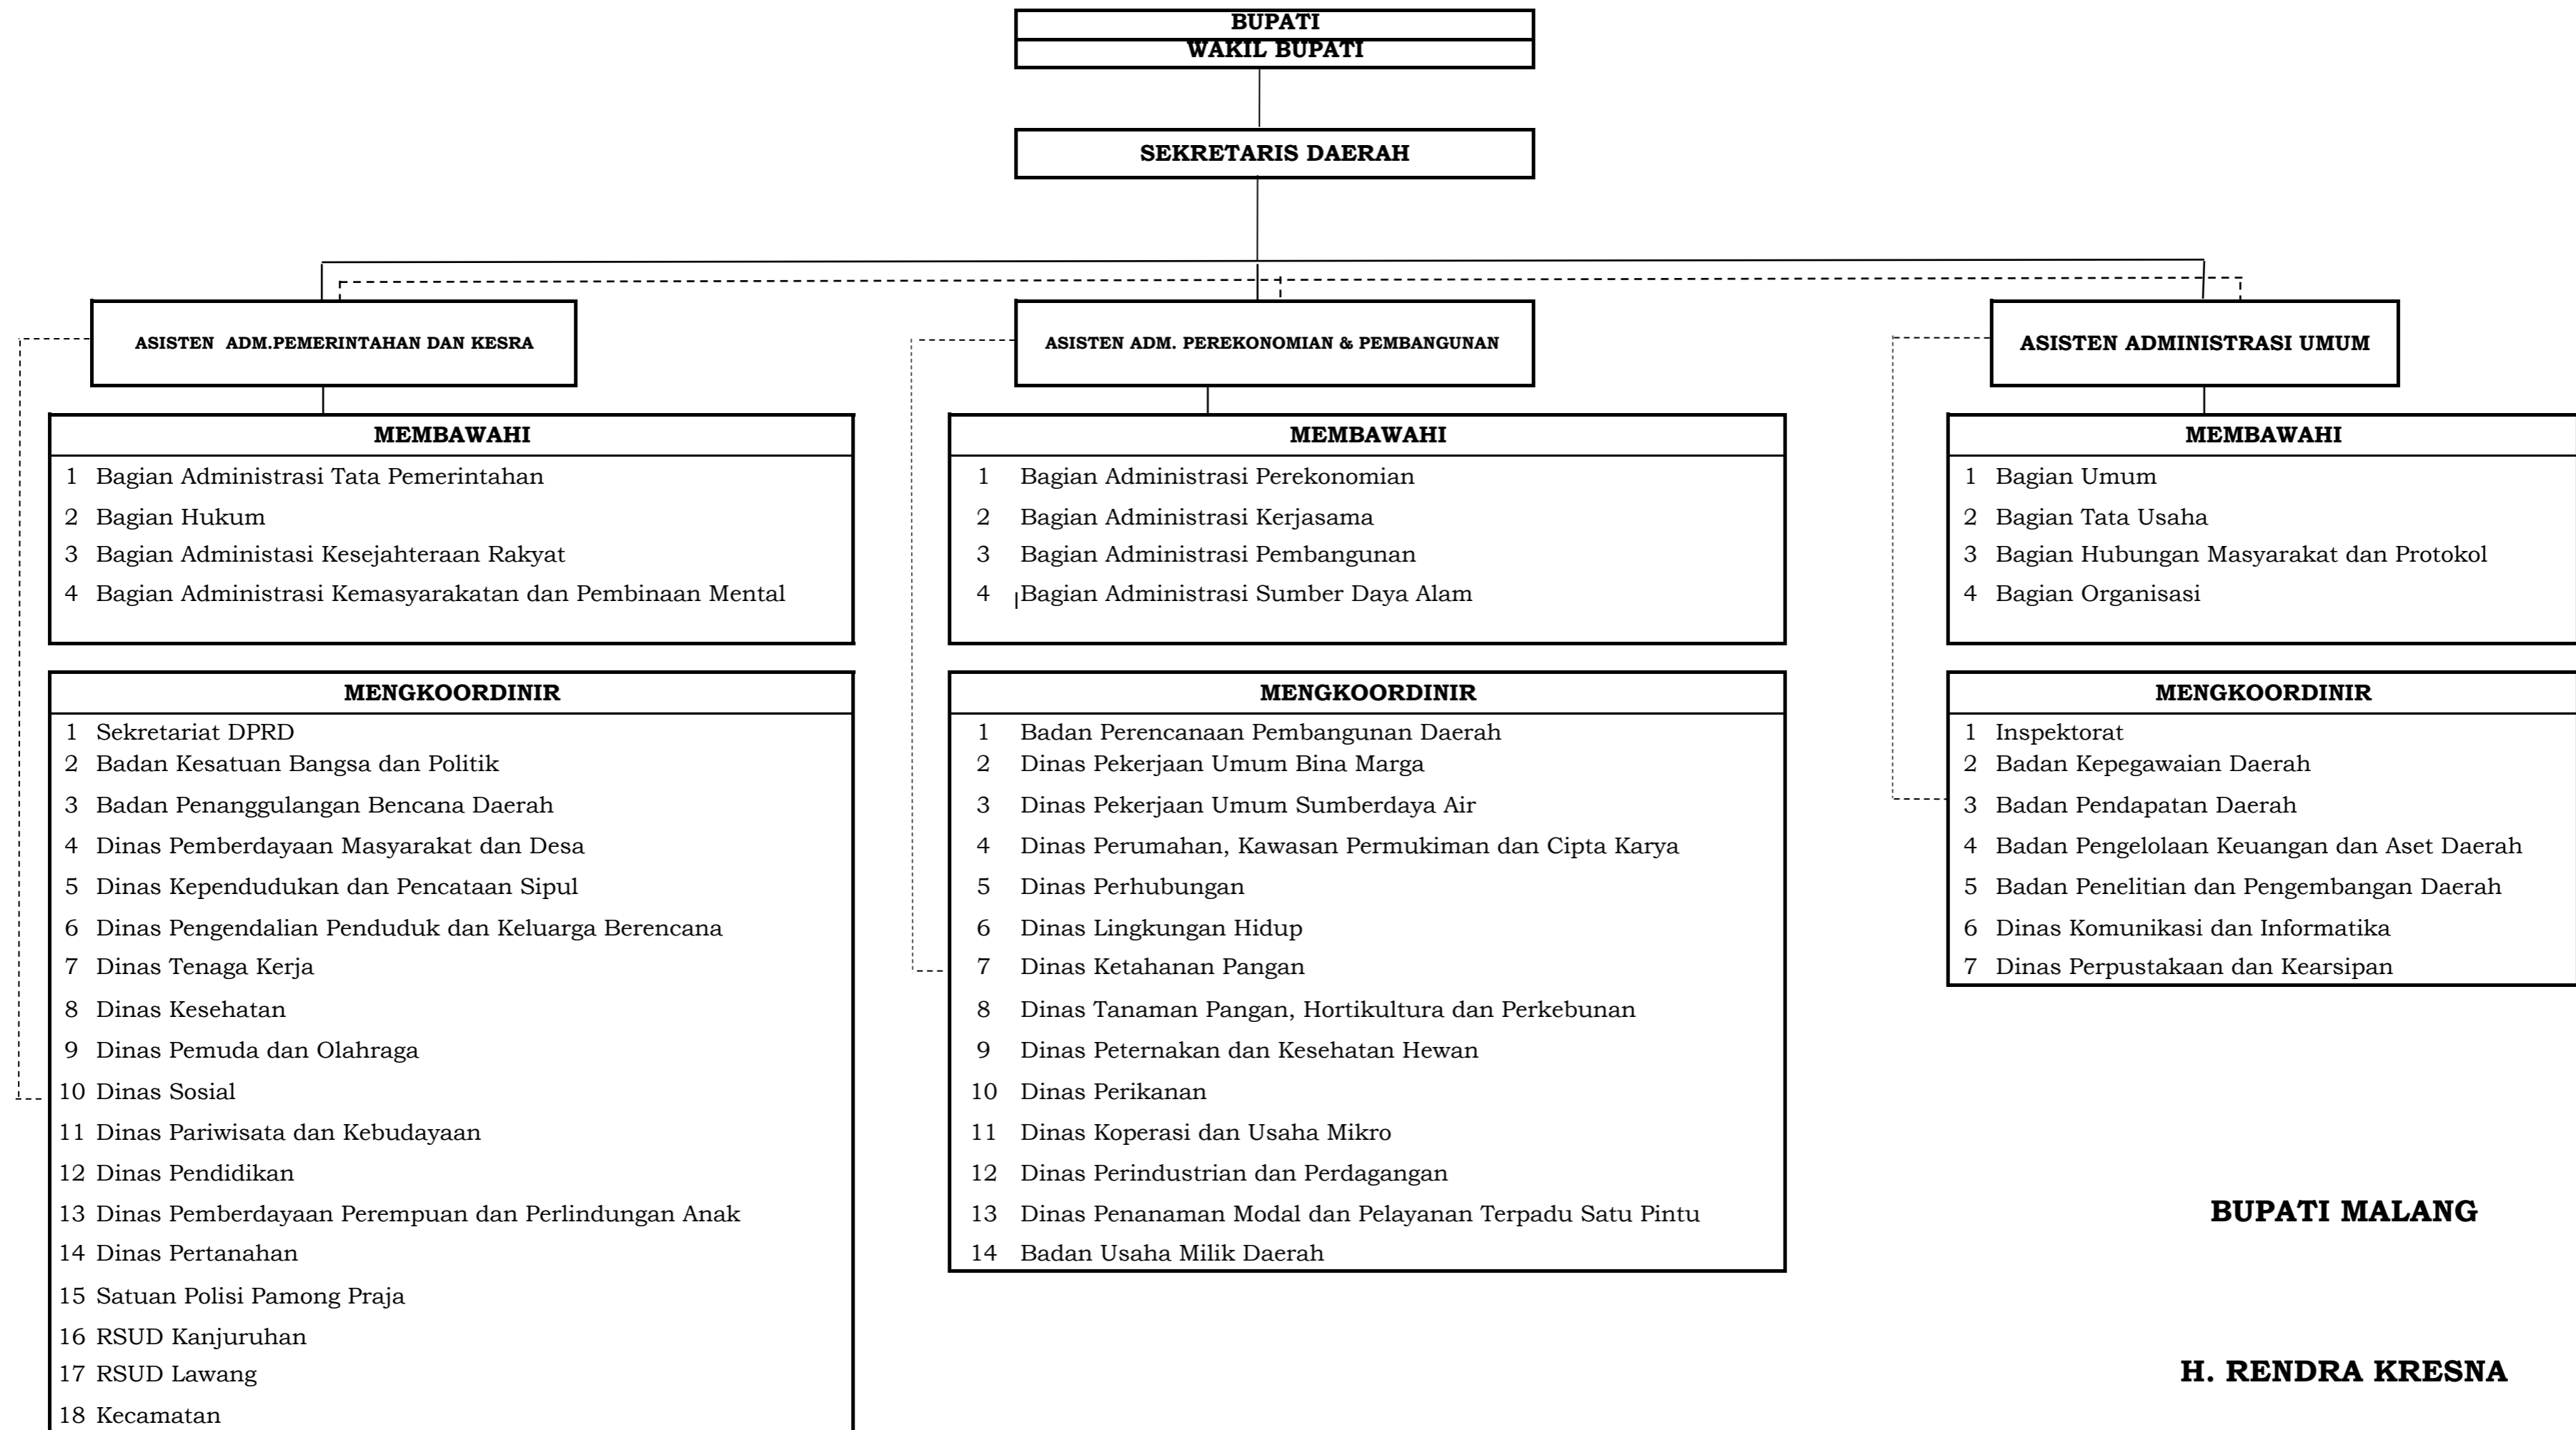 BUPATI
WAKIL BUPATI
SEKRETARIS DAERAH
ASISTEN ADM.PEMERINTAHAN DAN KESRA
MEMBAWAHI
1 Bagian Administrasi Tata Pemerintahan
2 Bagian Hukum
3 Bagian Administasi Kesejahteraan Rakyat
4 Bagian Administrasi Kemasyarakatan dan Pembinaan Mental
MENGKOORDINIR
1 Sekretariat DPRD
2 Badan Kesatuan Bangsa dan Politik
3 Badan Penanggulangan Bencana Daerah
4 Dinas Pemberdayaan Masyarakat dan Desa
5 Dinas Kependudukan dan Pencataan Sipul
6 Dinas Pengendalian Penduduk dan Keluarga Berencana
7 Dinas Tenaga Kerja
8 Dinas Kesehatan
9 Dinas Pemuda dan Olahraga
10 Dinas Sosial
11 Dinas Pariwisata dan Kebudayaan
12 Dinas Pendidikan
13 Dinas Pemberdayaan Perempuan dan Perlindungan Anak
14 Dinas Pertanahan
15 Satuan Polisi Pamong Praja
16 RSUD Kanjuruhan
17 RSUD Lawang
18 Kecamatan
ASISTEN ADM. PEREKONOMIAN & PEMBANGUNAN
MEMBAWAHI
1 Bagian Administrasi Perekonomian
2 Bagian Administrasi Kerjasama
3 Bagian Administrasi Pembangunan
4 Bagian Administrasi Sumber Daya Alam
MENGKOORDINIR
1 Badan Perencanaan Pembangunan Daerah
2 Dinas Pekerjaan Umum Bina Marga
3 Dinas Pekerjaan Umum Sumberdaya Air
4 Dinas Perumahan, Kawasan Permukiman dan Cipta Karya
5 Dinas Perhubungan
6 Dinas Lingkungan Hidup
7 Dinas Ketahanan Pangan
8 Dinas Tanaman Pangan, Hortikultura dan Perkebunan
9 Dinas Peternakan dan Kesehatan Hewan
10 Dinas Perikanan
11 Dinas Koperasi dan Usaha Mikro
12 Dinas Perindustrian dan Perdagangan
13 Dinas Penanaman Modal dan Pelayanan Terpadu Satu Pintu
14 Badan Usaha Milik Daerah
ASISTEN ADMINISTRASI UMUM
MEMBAWAHI
1 Bagian Umum
2 Bagian Tata Usaha
3 Bagian Hubungan Masyarakat dan Protokol
4 Bagian Organisasi
MENGKOORDINIR
1 Inspektorat
2 Badan Kepegawaian Daerah
3 Badan Pendapatan Daerah
4 Badan Pengelolaan Keuangan dan Aset Daerah
5 Badan Penelitian dan Pengembangan Daerah
6 Dinas Komunikasi dan Informatika
7 Dinas Perpustakaan dan Kearsipan
BUPATI MALANG
H. RENDRA KRESNA